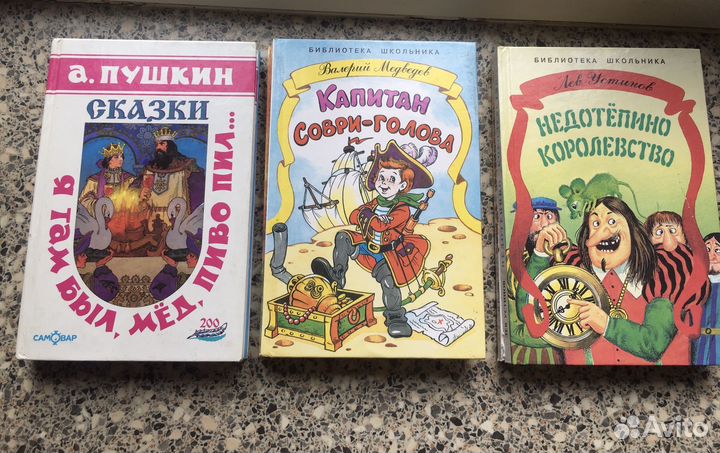 А. ПУШКИН
СКАЗКИ
Я ТАМ БЫЛ, МЁД, ПИВО ПИЛ...
САМОВАР
200
БИБЛИОТЕКА ШКОЛЬНИКА
Валерий Медведев
КАПИТАН
СОВРИ-ГОЛОВА
БИБЛИОТЕКА ШКОЛЬНИКА
Лев Устинов
НЕДОТЁПИНО
КОРОЛЕВСТВО
Avito